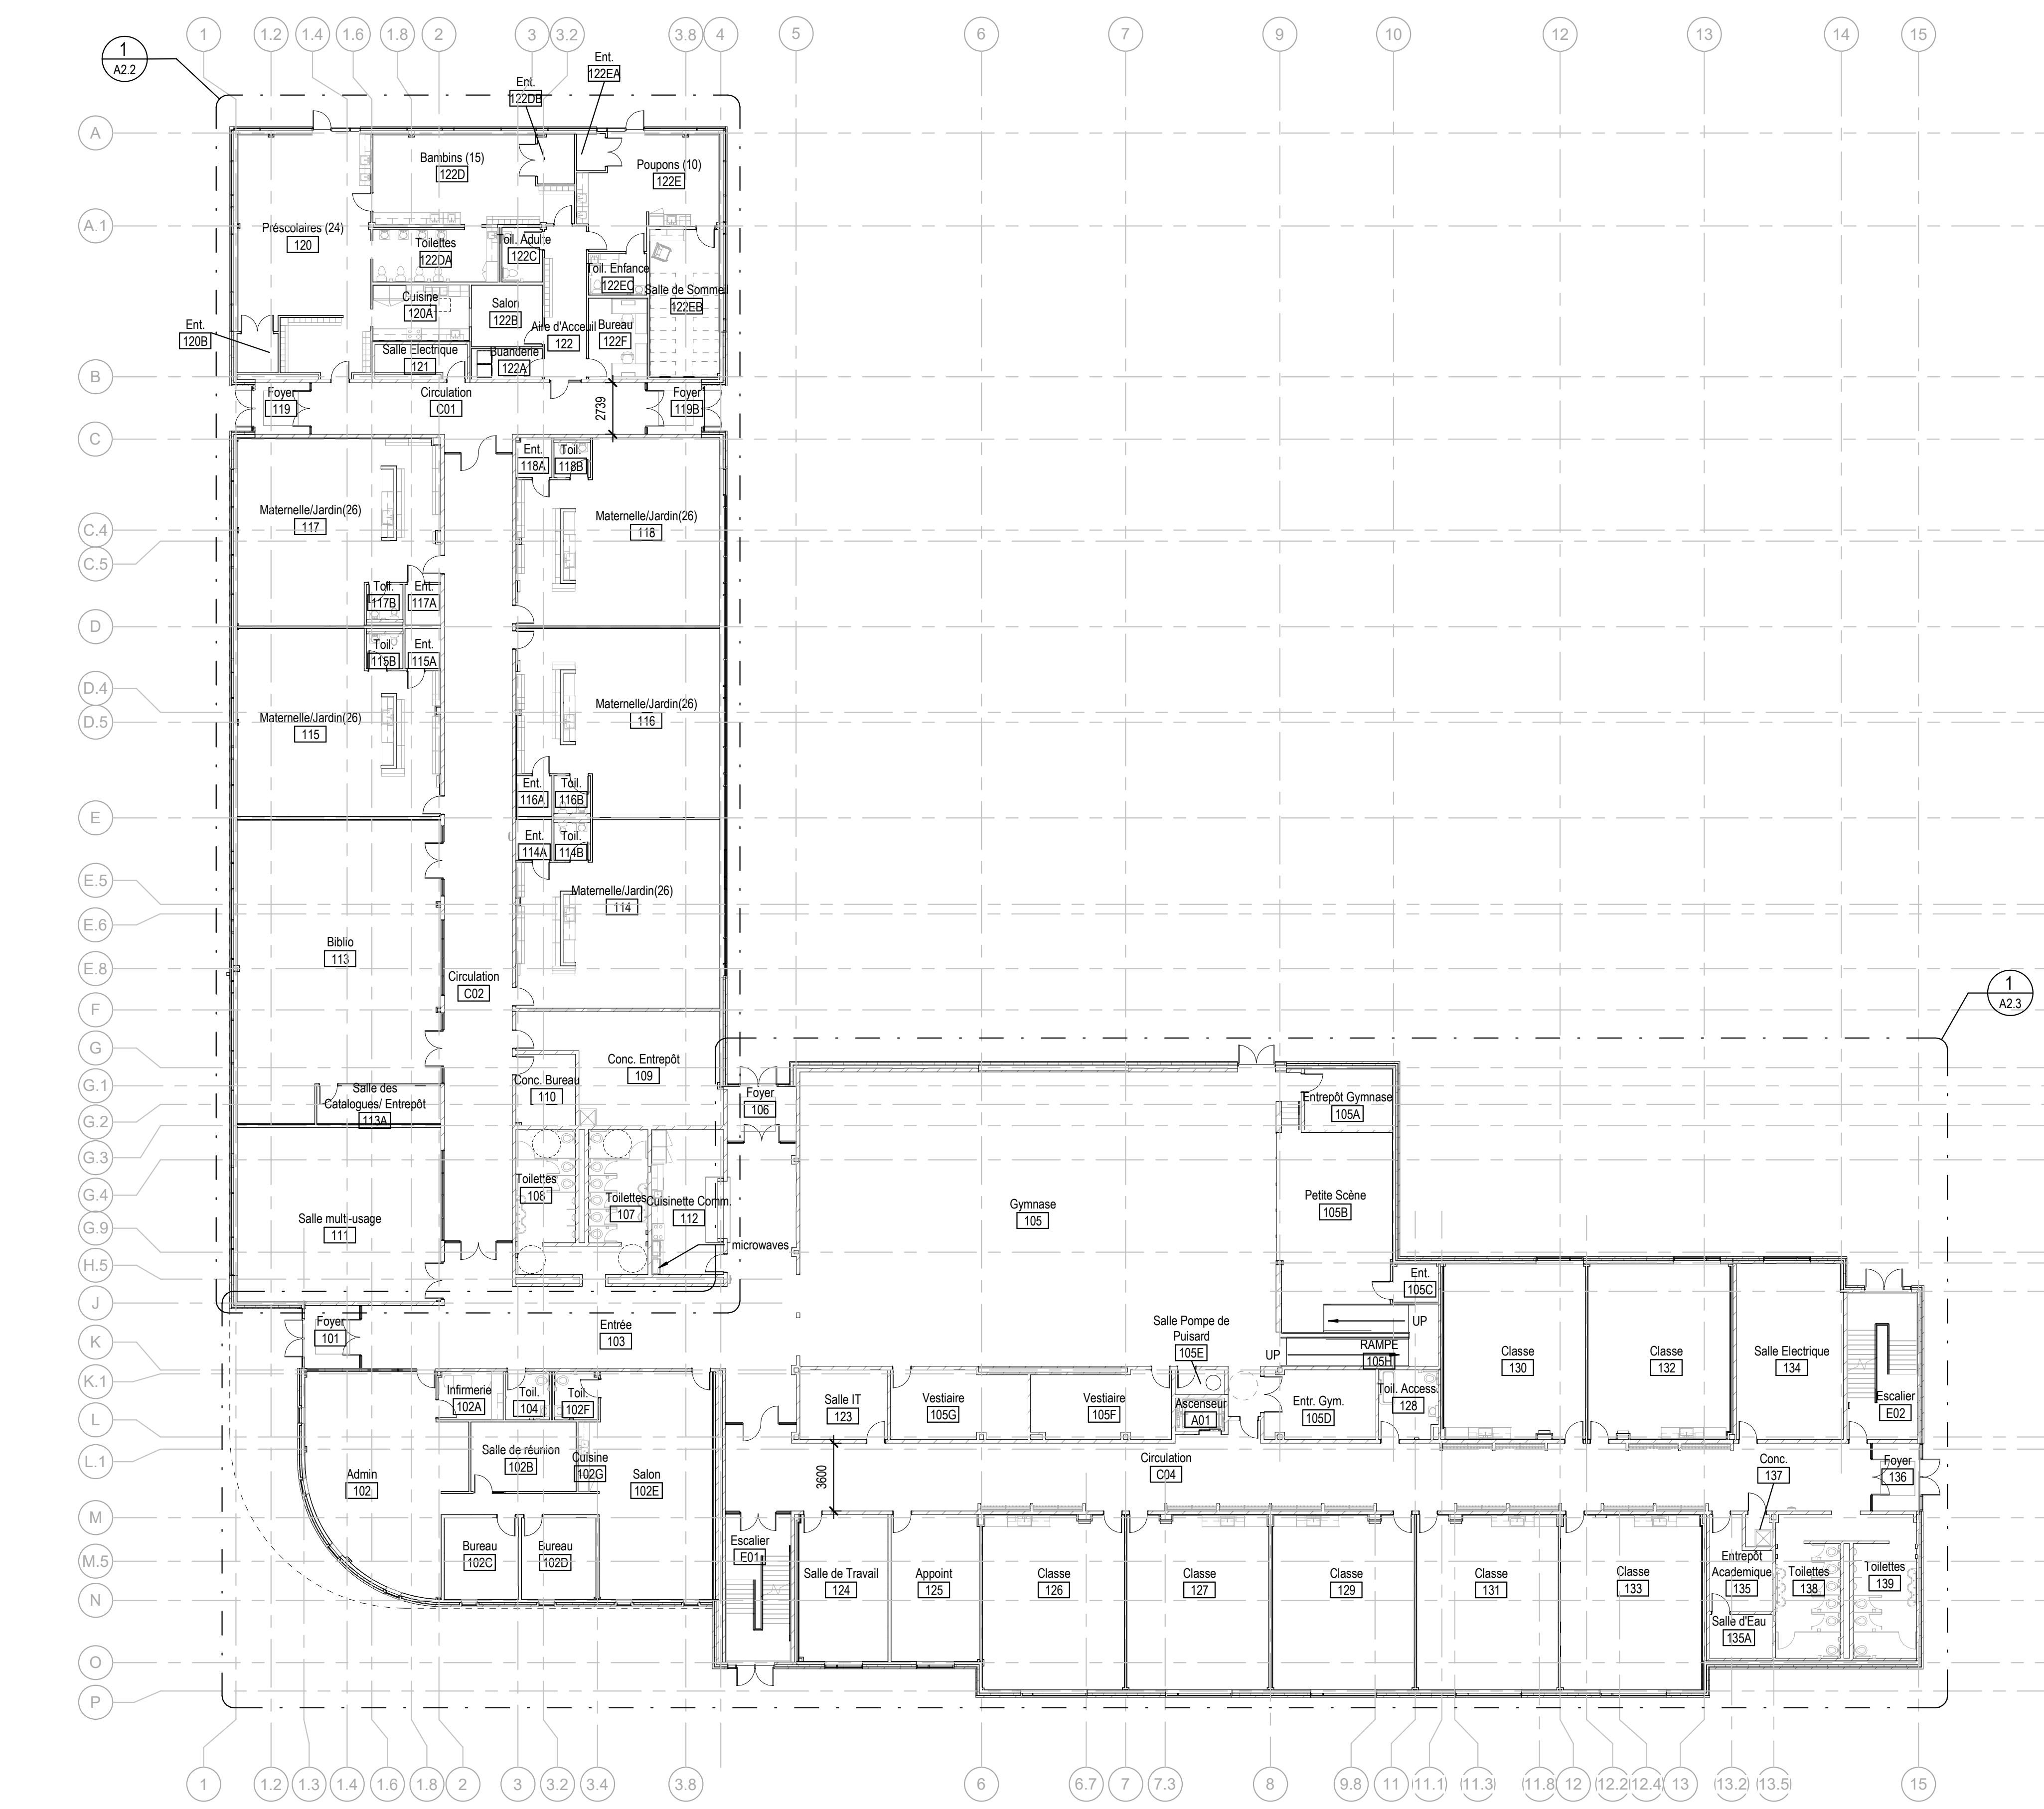 1
1.2
1.4
1.6
1.8
2
3
3.2
3.8
4
5
6
7
9
10
12
13
14
15
1
A2.2
Ent.
122DB
Ent.
122EA
A
Bambins (15)
122D
Poupons (10)
122E
A.1
Préscolaires (24)
120
Toilettes
122DA
Toil. Adulte
122C
Toil. Enfance
122EC
Salle de Sommeil
122EB
Cuisine
120A
Salon
122B
Ent.
120B
Aire d'Acceuil
122
Bureau
122F
Salle Electrique
121
Buanderie
122A
B
Foyer
119
Circulation
C01
2739
Foyer
119B
C
Ent.
118A
Toil.
118B
Maternelle/Jardin(26)
117
Maternelle/Jardin(26)
118
C.4
C.5
Toil.
117B
Ent.
117A
D
Toil.
115B
Ent.
115A
D.4
D.5
Maternelle/Jardin(26)
115
Maternelle/Jardin(26)
116
Ent.
116A
Toil.
116B
E
Ent.
114A
Toil.
114B
E.5
Maternelle/Jardin(26)
114
E.6
Biblio
113
E.8
Circulation
C02
F
1
A2.3
G
Conc. Entrepôt
109
Conc. Bureau
110
G.1
Salle des
Catalogues/ Entrepôt
113A
Foyer
106
Entrepôt Gymnase
105A
G.2
G.3
G.4
Toilettes
108
Toilettes
107
Cuisinette Comm.
112
Gymnase
105
Petite Scène
105B
Salle multi-usage
111
G.9
microwaves
H.5
Ent.
105C
J
Foyer
101
Entrée
103
Salle Pompe de
Puisard
105E
UP
UP
RAMPE
105H
K
Classe
130
Classe
132
Salle Electrique
134
K.1
Infirmerie
102A
Toil.
104
Toil.
102F
Salle IT
123
Vestiaire
105G
Vestiaire
105F
Ascenseur
A01
Entr. Gym.
105D
Toil. Access.
128
Escalier
E02
L
L.1
Salle de réunion
102B
Cuisine
102G
Admin
102
Salon
102E
3600
Circulation
C04
Conc.
137
Foyer
136
M
Escalier
E01
M.5
Bureau
102C
Bureau
102D
Salle de Travail
124
Appoint
125
Classe
126
Classe
127
Classe
129
Classe
131
Classe
133
Entrepôt
Academique
135
Toilettes
138
Toilettes
139
N
Salle d'Eau
135A
O
P
1
1.2
1.3
1.4
1.6
1.8
2
3
3.2
3.4
3.8
6
6.7
7
7.3
8
9.8
11
11.1
11.3
11.8
12
12.2
12.4
13
13.2
13.5
15